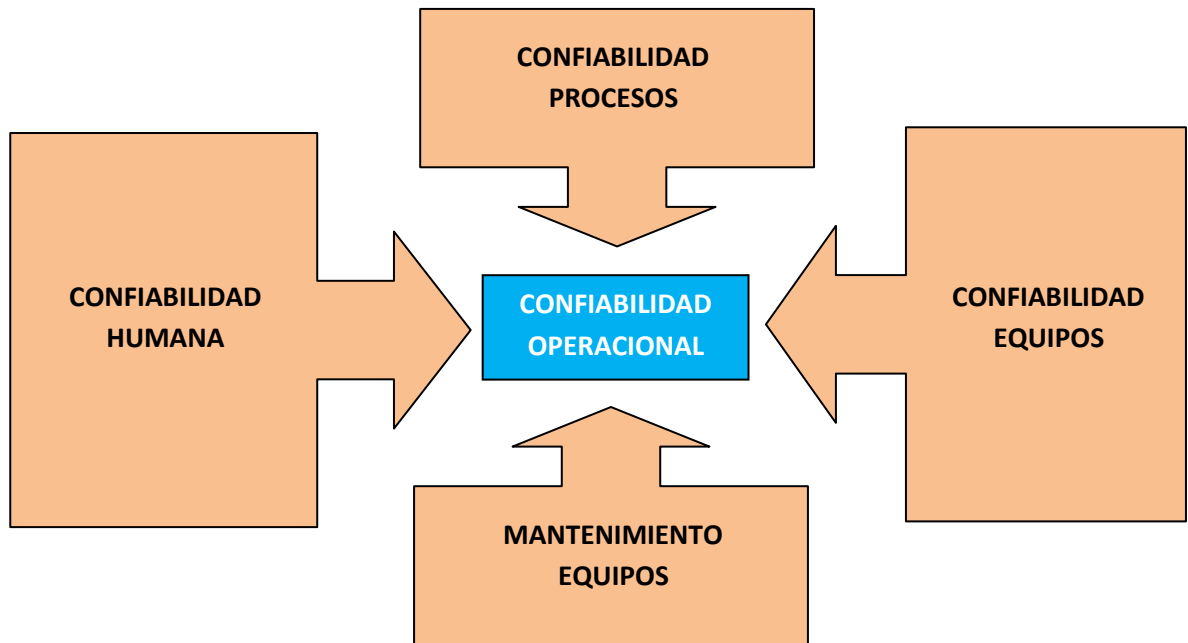 CONFIABILIDAD
PROCESOS
CONFIABILIDAD
HUMANA
CONFIABILIDAD
OPERACIONAL
CONFIABILIDAD
EQUIPOS
MANTENIMIENTO
EQUIPOS